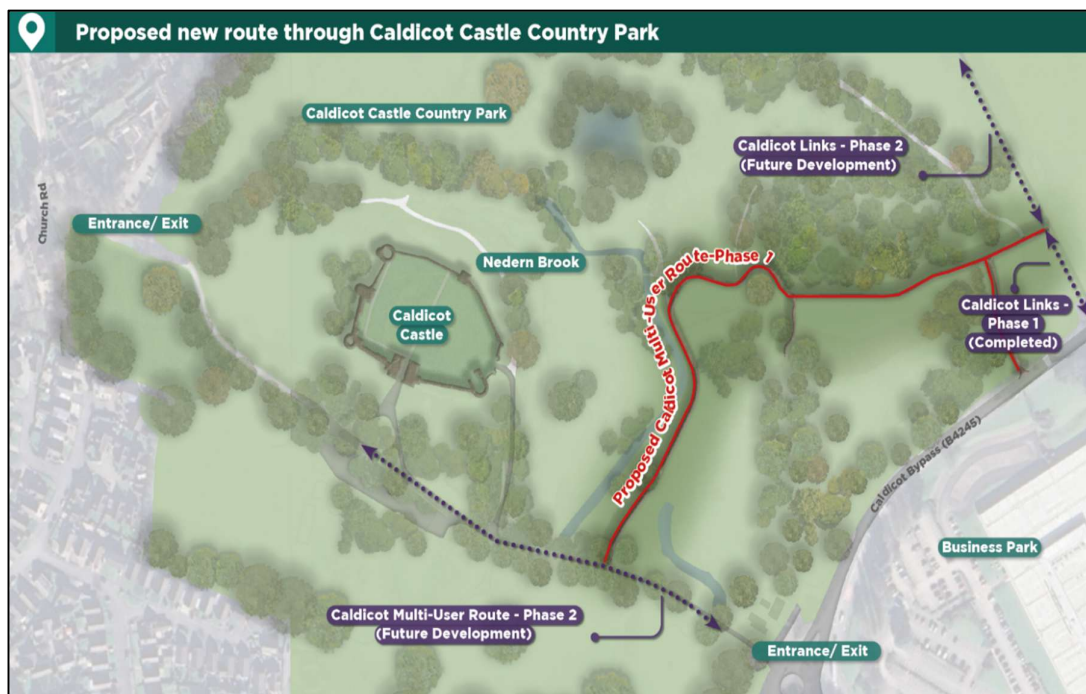 Proposed new route through Caldicot Castle Country Park
Caldicot Castle Country Park
Caldicot Links - Phase 2
(Future Development)
Church Rd
Entrance/ Exit
Nedern Brook
Proposed Caldicot Multi-User Route-Phase 1
Caldicot
Castle
Caldicot Links -
Phase 1
(Completed)
Caldicot Bypass (B4245)
Business Park
Caldicot Multi-User Route - Phase 2
(Future Development)
Entrance/ Exit